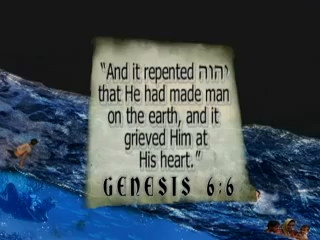 “And it repented יהוה
that He had made man
on the earth, and it
grieved Him at
His heart.”
GENESIS 6:6